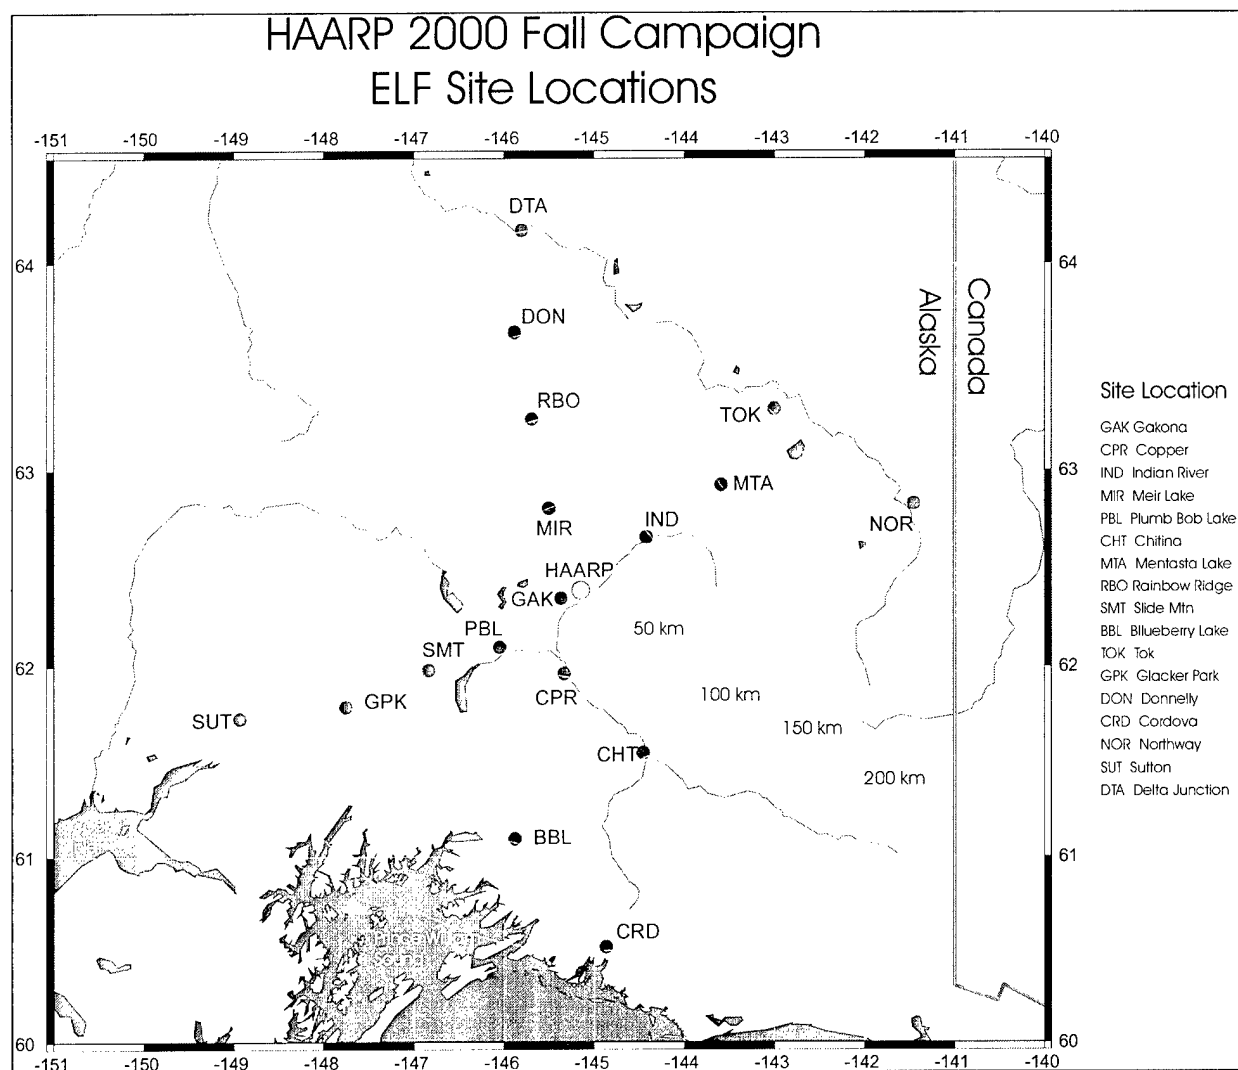 HAARP 2000 Fall Campaign
ELF Site Locations
-151 -150 -149 -148 -147 -146 -145 -144 -143 -142 -141 -140
DTA
64 64
Alaska
Canada
DON
RBO
TOK
63 63
MTA
MIR
IND
NOR
HAARP
GAK
PBL
50 km
SMT
62 62
CPR
GPK
100 km
SUT
150 km
CHT
200 km
BBL
61 61
CRD
Prince William
Sound
60 60
-151 -150 -149 -148 -147 -146 -145 -144 -143 -142 -141 -140
Site Location
GAK Gakona
CPR Copper
IND Indian River
MIR Meir Lake
PBL Plumb Bob Lake
CHT Chitina
MTA Mentasta Lake
RBO Rainbow Ridge
SMT Slide Mtn
BBL Bllueberry Lake
TOK Tok
GPK Glacker Park
DON Donnelly
CRD Cordova
NOR Northway
SUT Sutton
DTA Delta Junction